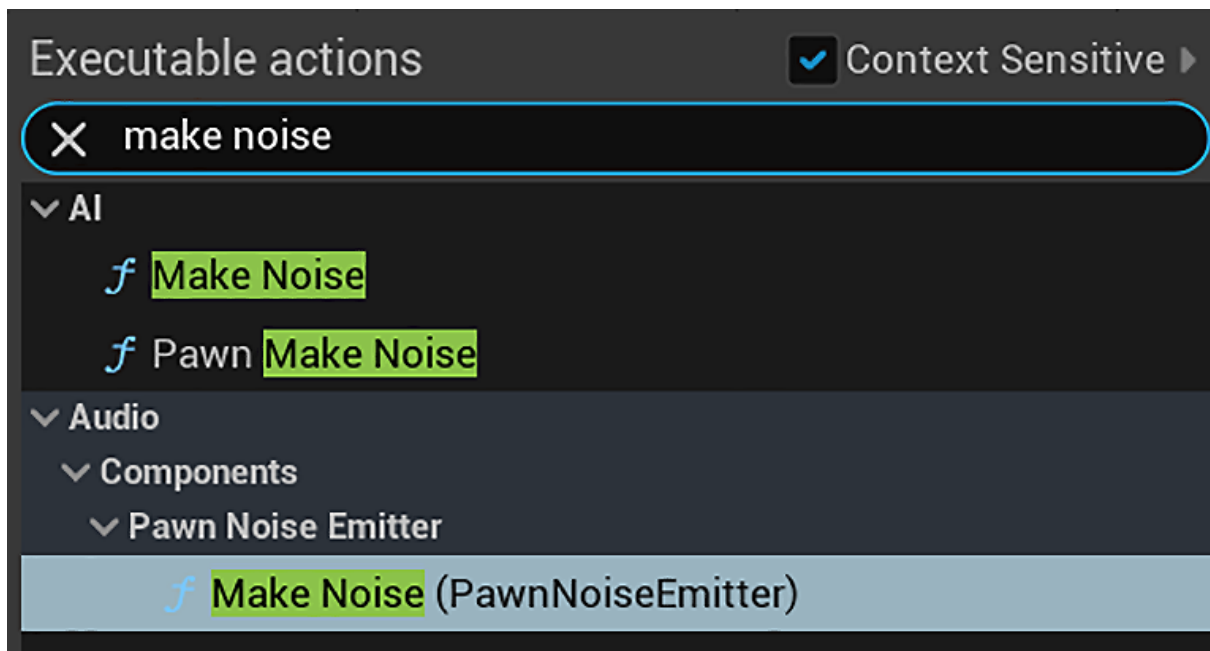 Executable actions
Context Sensitive
make noise
AI
f Make Noise
f Pawn Make Noise
Audio
Components
Pawn Noise Emitter
f Make Noise (PawnNoiseEmitter)